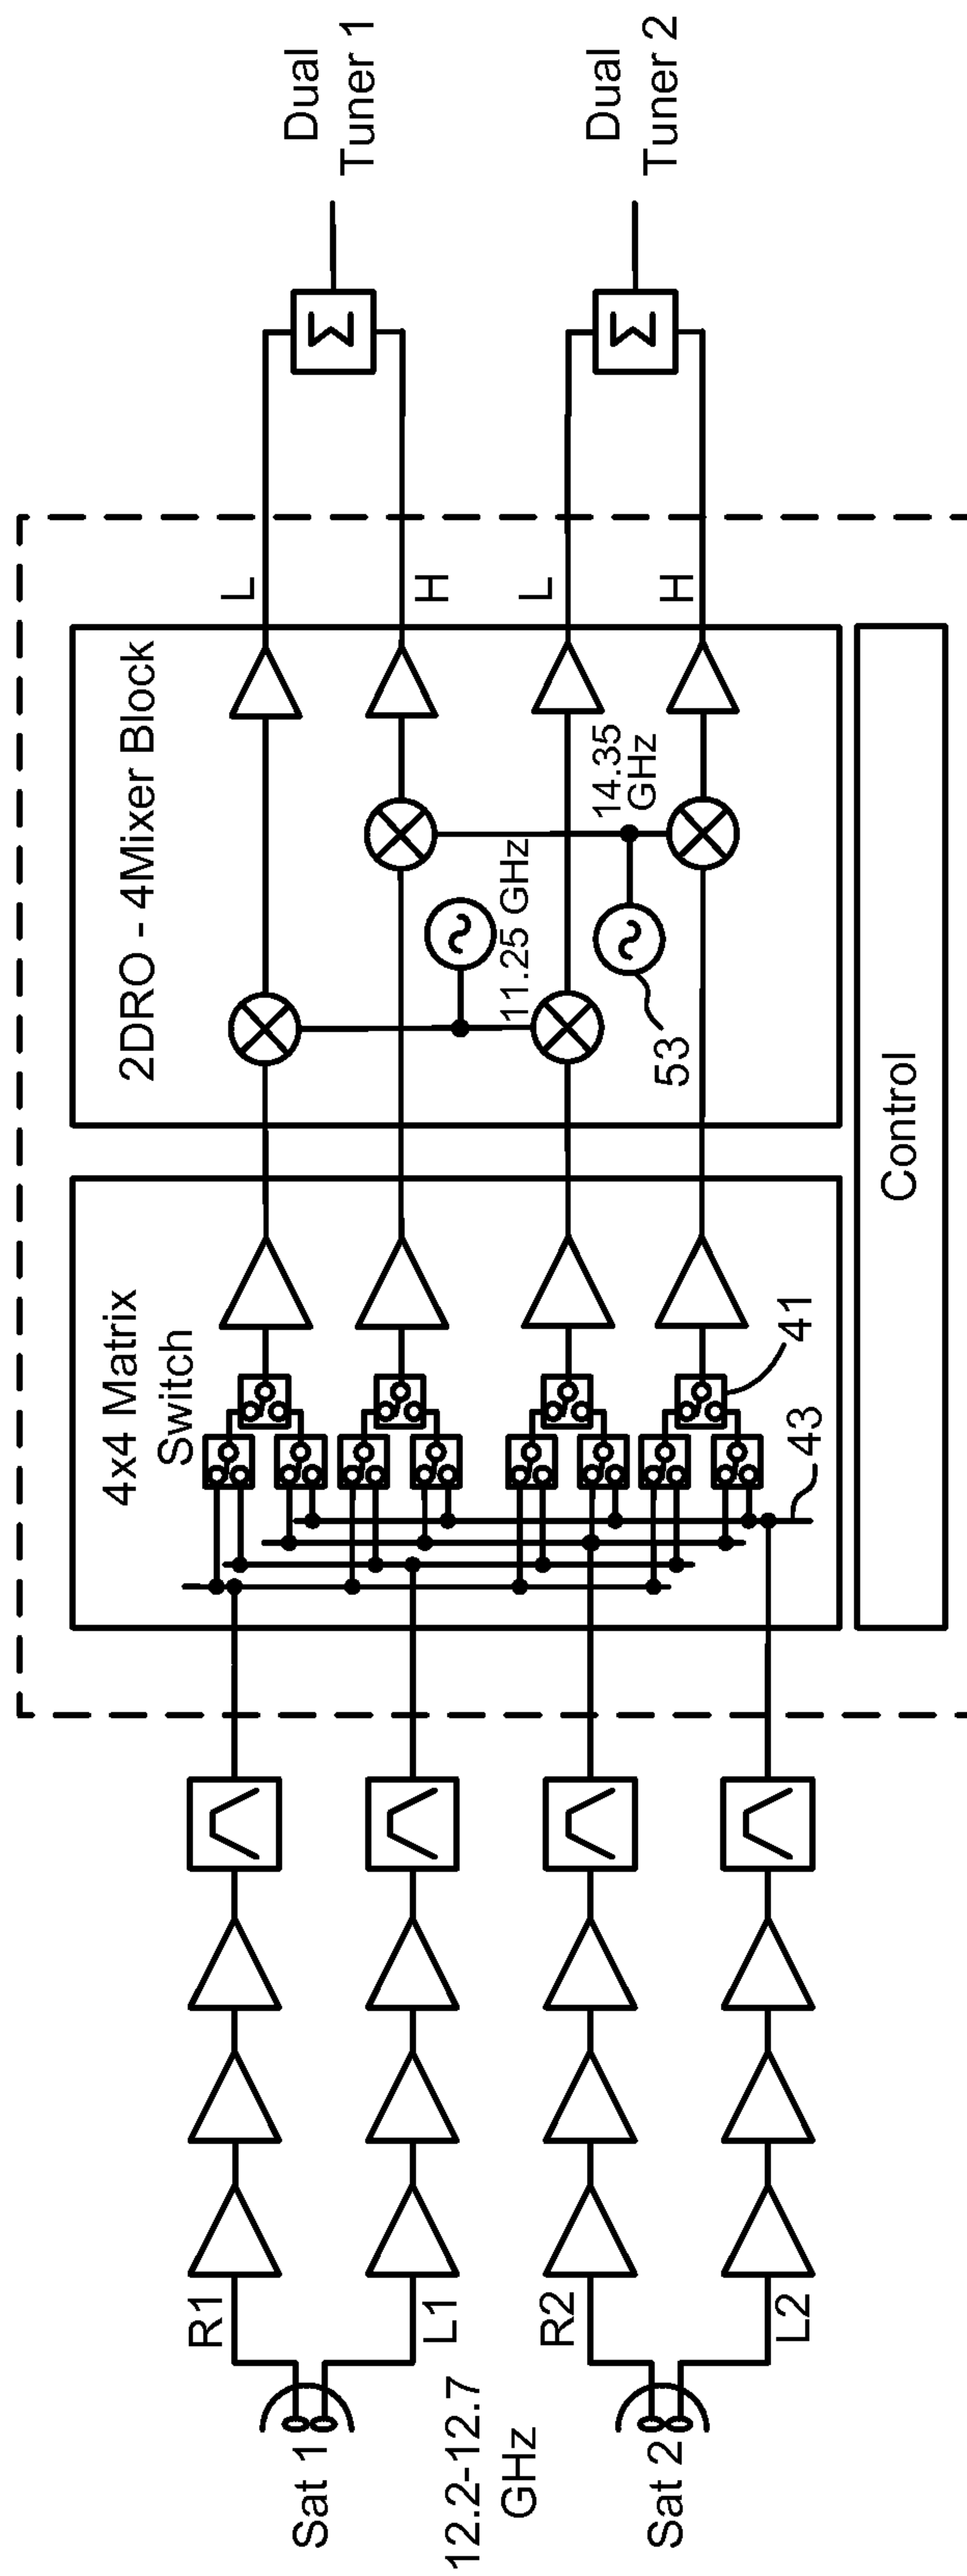 Sat 1
12.2-12.7
GHz
Sat 2
R1
L1
R2
L2
4x4 Matrix
Switch
43
41
2DRO - 4Mixer Block
11.25 GHz
14.35
GHz
53
Control
L
H
L
H
Σ
Σ
Dual
Tuner 1
Dual
Tuner 2